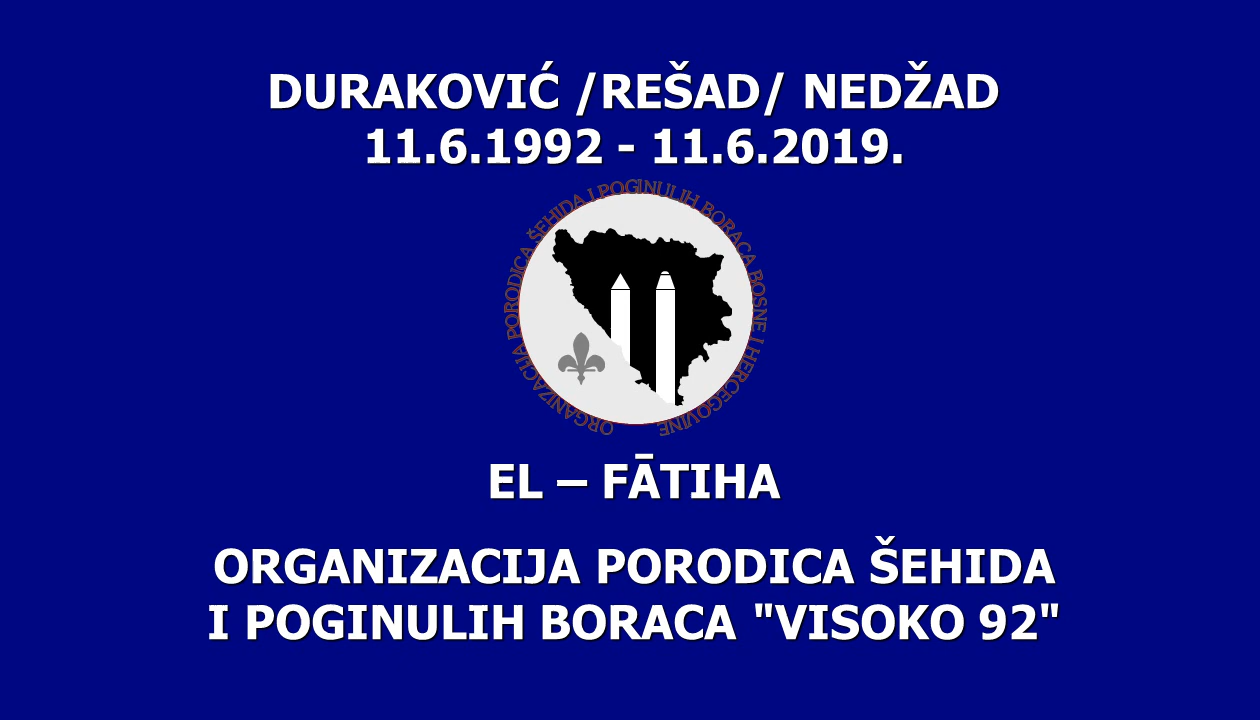 DURAKOVIĆ /REŠAD/ NEDŽAD
11.6.1992 - 11.6.2019.
ORGANIZACIJA PORODICA ŠEHIDA I POGINULIH BORACA BOSNE I HERCEGOVINE
EL – FĀTIHA
ORGANIZACIJA PORODICA ŠEHIDA
I POGINULIH BORACA "VISOKO 92"